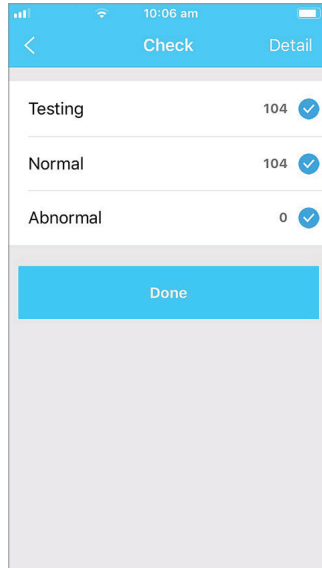 10:06 am
Check Detail
Testing 104
Normal 104
Abnormal 0
Done